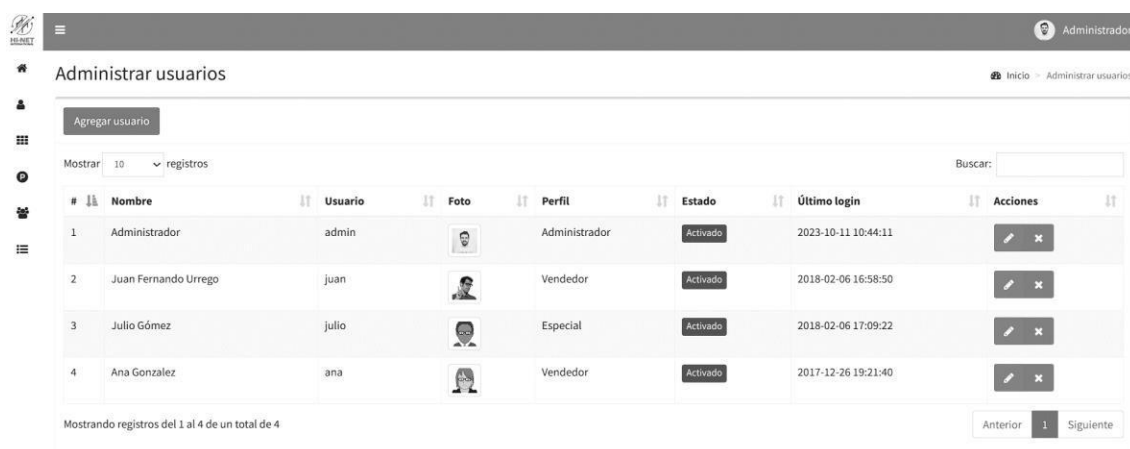 HI-NET
Administrador
Administrar usuarios
Inicio > Administrar usuarios
Agregar usuario
Mostrar 10 registros
Buscar:
# Nombre Usuario Foto Perfil Estado Último login Acciones
1 Administrador admin Administrador Activado 2023-10-11 10:44:11
2 Juan Fernando Urrego juan Vendedor Activado 2018-02-06 16:58:50
3 Julio Gómez julio Especial Activado 2018-02-06 17:09:22
4 Ana Gonzalez ana Vendedor Activado 2017-12-26 19:21:40
Mostrando registros del 1 al 4 de un total de 4
Anterior 1 Siguiente